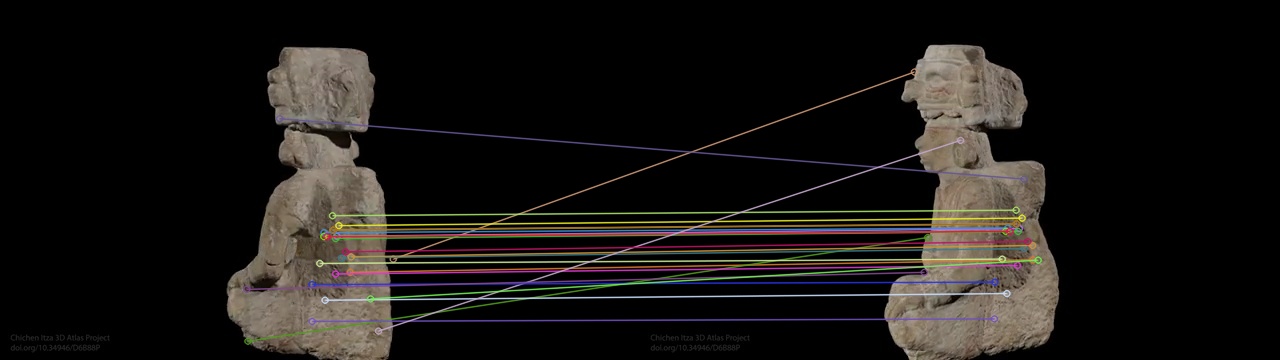 Chichen Itza 3D Atlas Project
doi.org/10.34946/D6B88P
Chichen Itza 3D Atlas Project
doi.org/10.34946/D6B88P